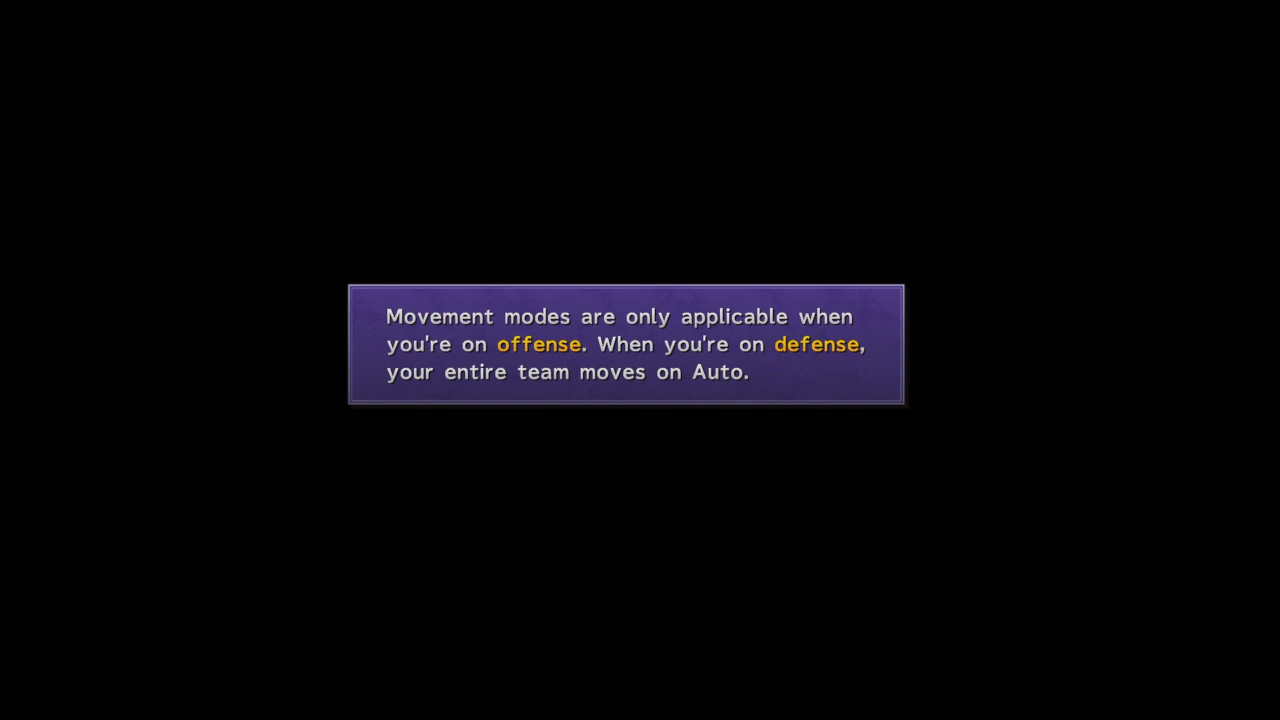 Movement modes are only applicable when
you're on offense. When you're on defense,
your entire team moves on Auto.